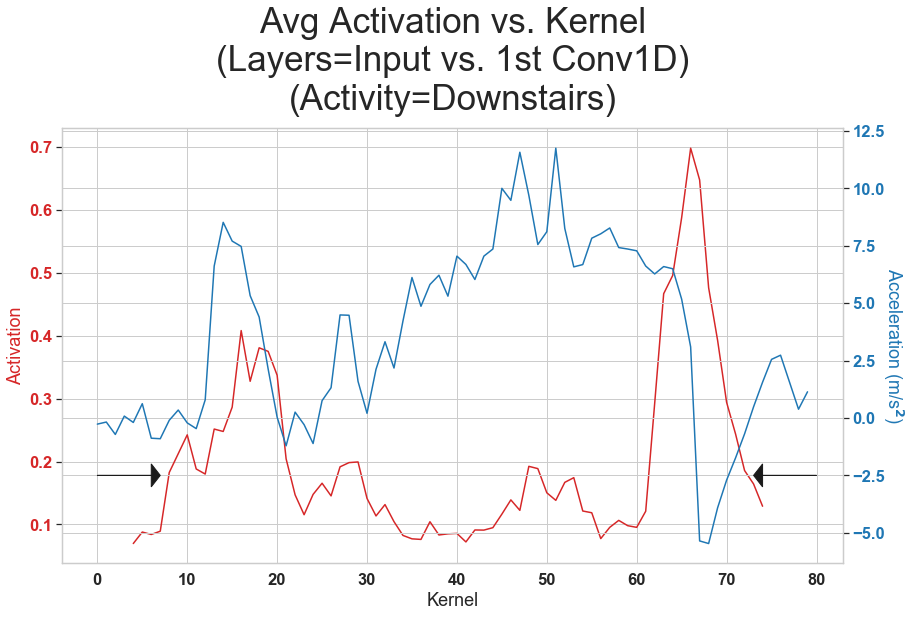 Avg Activation vs. Kernel
(Layers=Input vs. 1st Conv1D)
(Activity=Downstairs)
0.7
0.6
0.5
0.4
0.3
0.2
0.1
Activation
12.5
10.0
7.5
5.0
2.5
0.0
−2.5
−5.0
Acceleration (m/s²)
0 10 20 30 40 50 60 70 80
Kernel